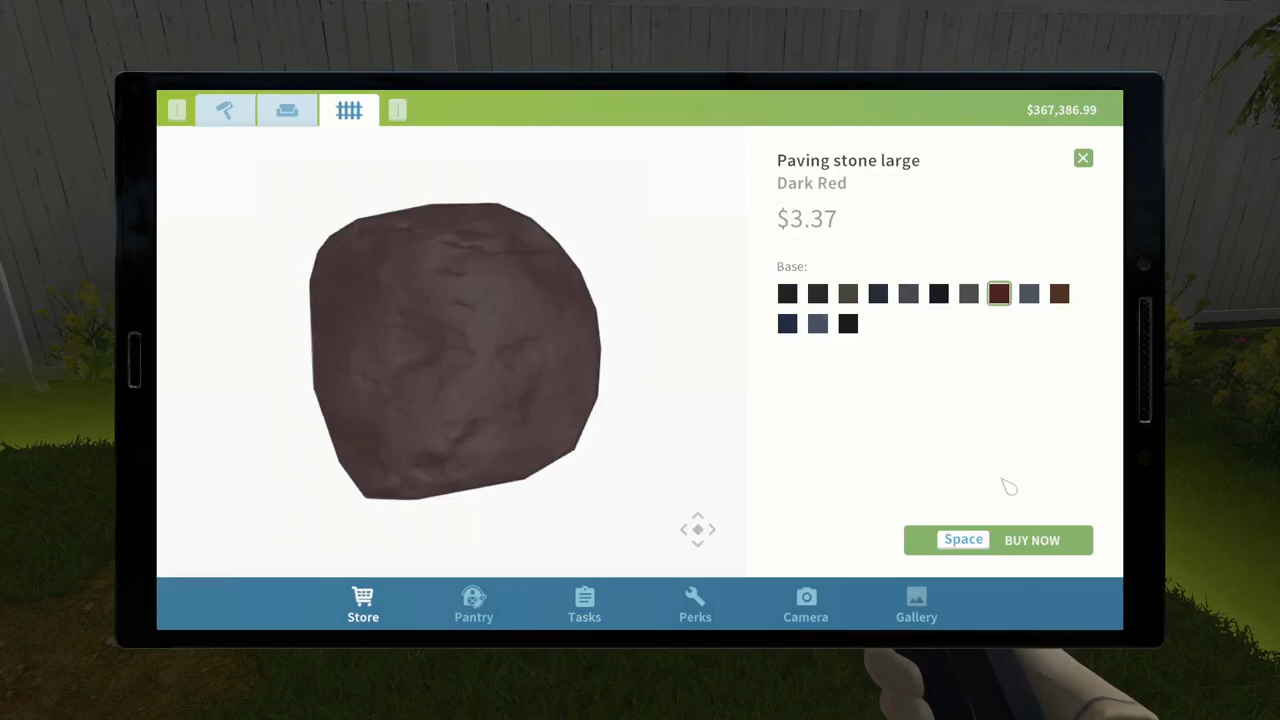 $367,386.99
Paving stone large
Dark Red
$3.37
Base:
Space BUY NOW
Store Pantry Tasks Perks Camera Gallery